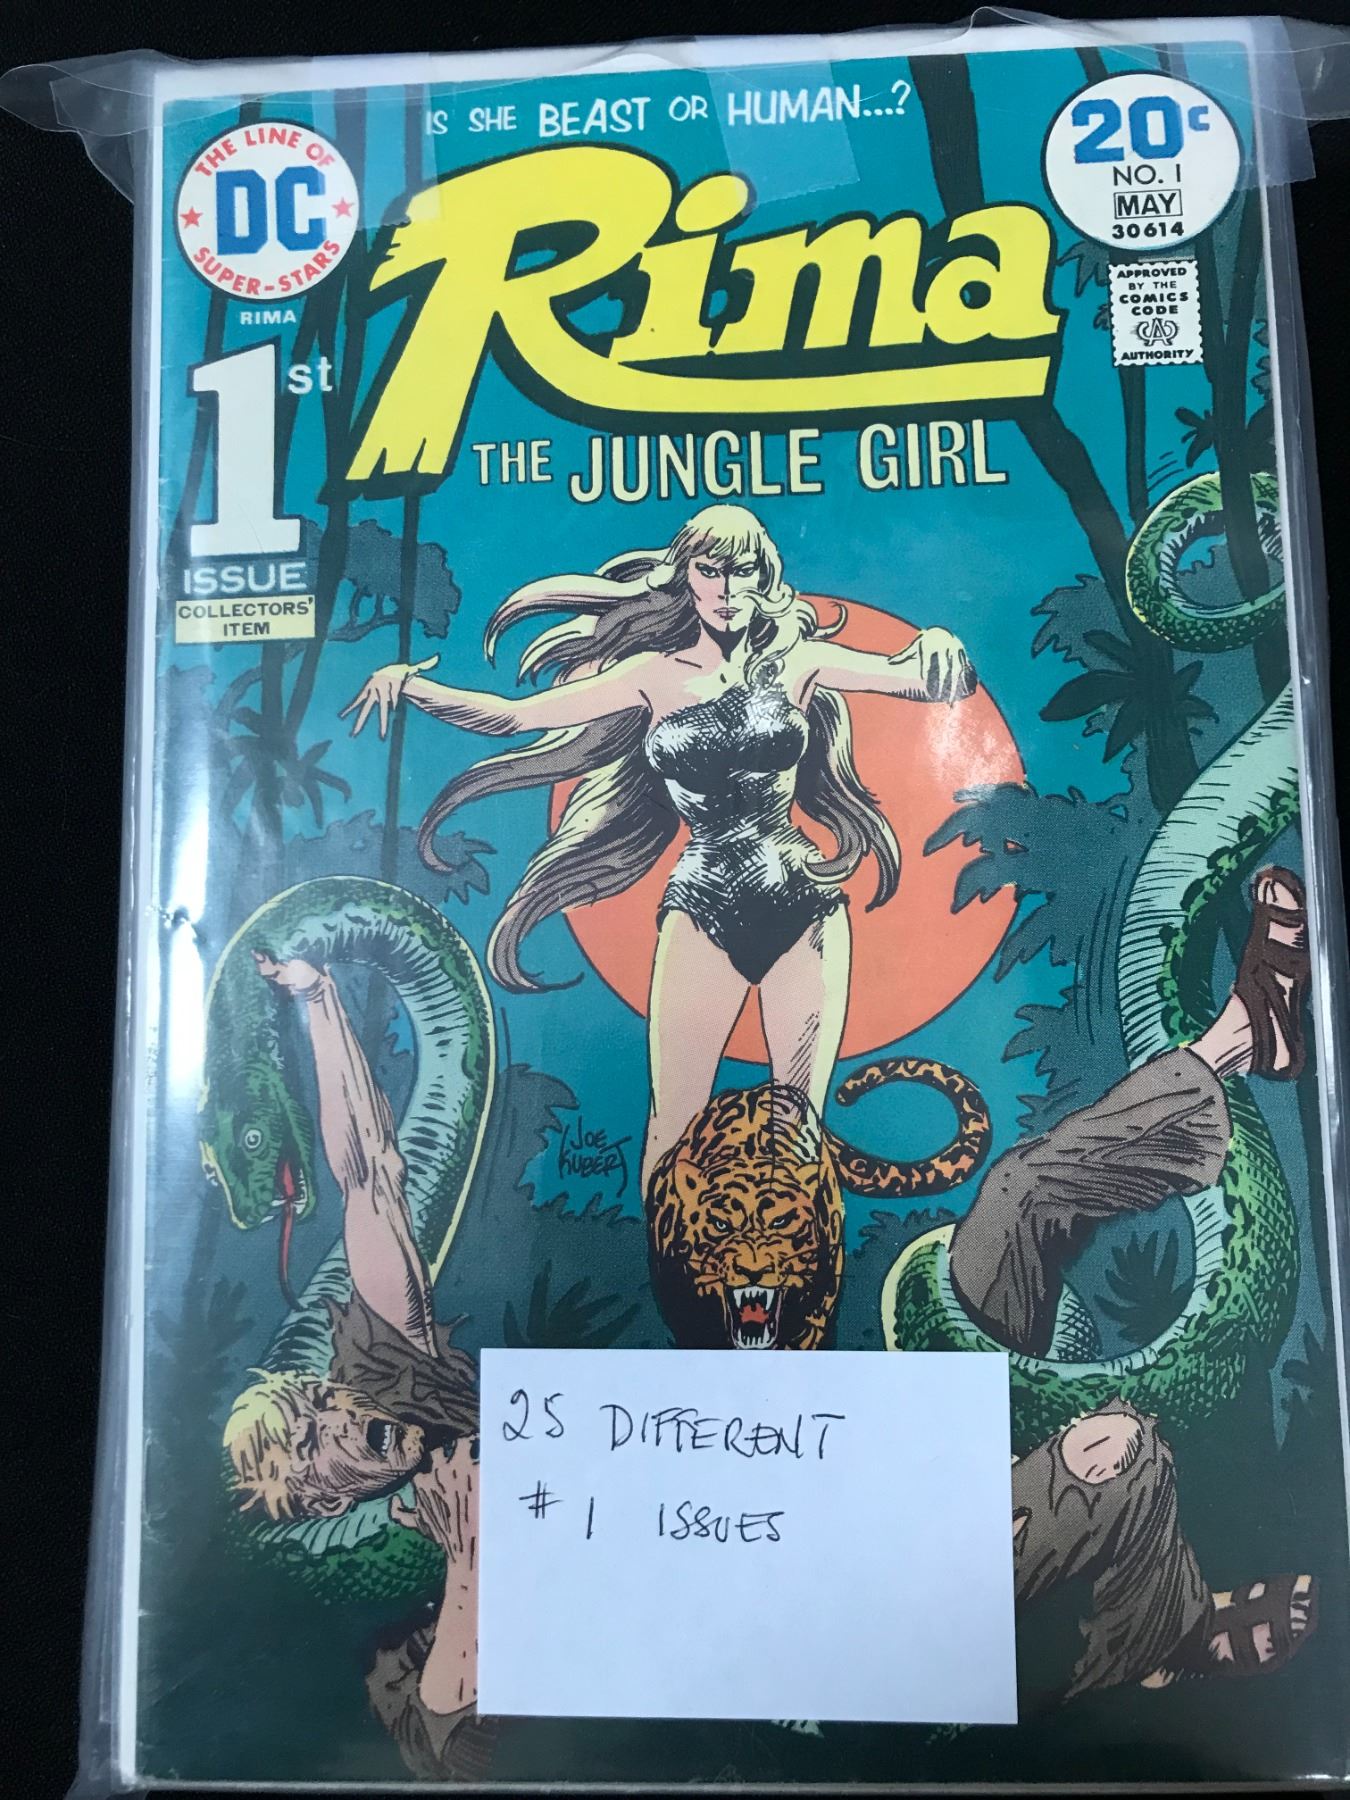 IS SHE BEAST OR HUMAN...?
THE LINE OF
DC
SUPER-STARS
RIMA
20c
NO. 1
MAY
30614
APPROVED
BY THE
COMICS
CODE
CA
AUTHORITY
Rima
THE JUNGLE GIRL
1st
ISSUE
COLLECTORS'
ITEM
JOE
KUBERT
25 DIFFERENT
# 1 ISSUES